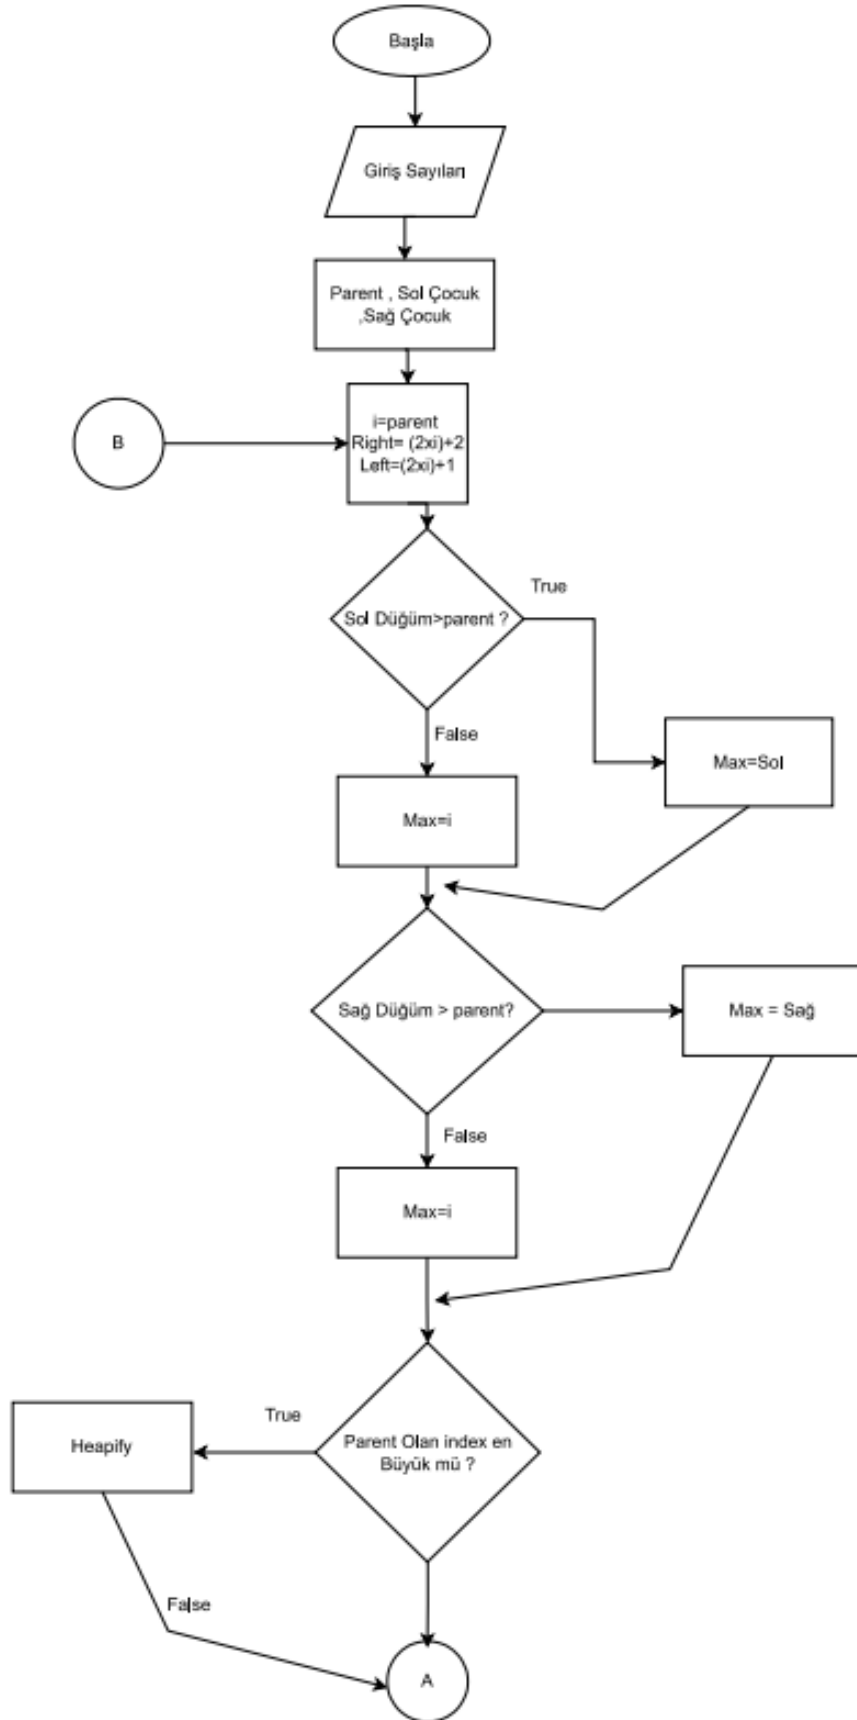 Başla
Giriş Sayıları
Parent , Sol Çocuk
,Sağ Çocuk
B
i=parent
Right= (2xi)+2
Left=(2xi)+1
True
Sol Düğüm>parent ?
False
Max=Sol
Max=i
Sağ Düğüm > parent?
Max = Sağ
False
Max=i
True
Heapify
Parent Olan index en
Büyük mü ?
False
A